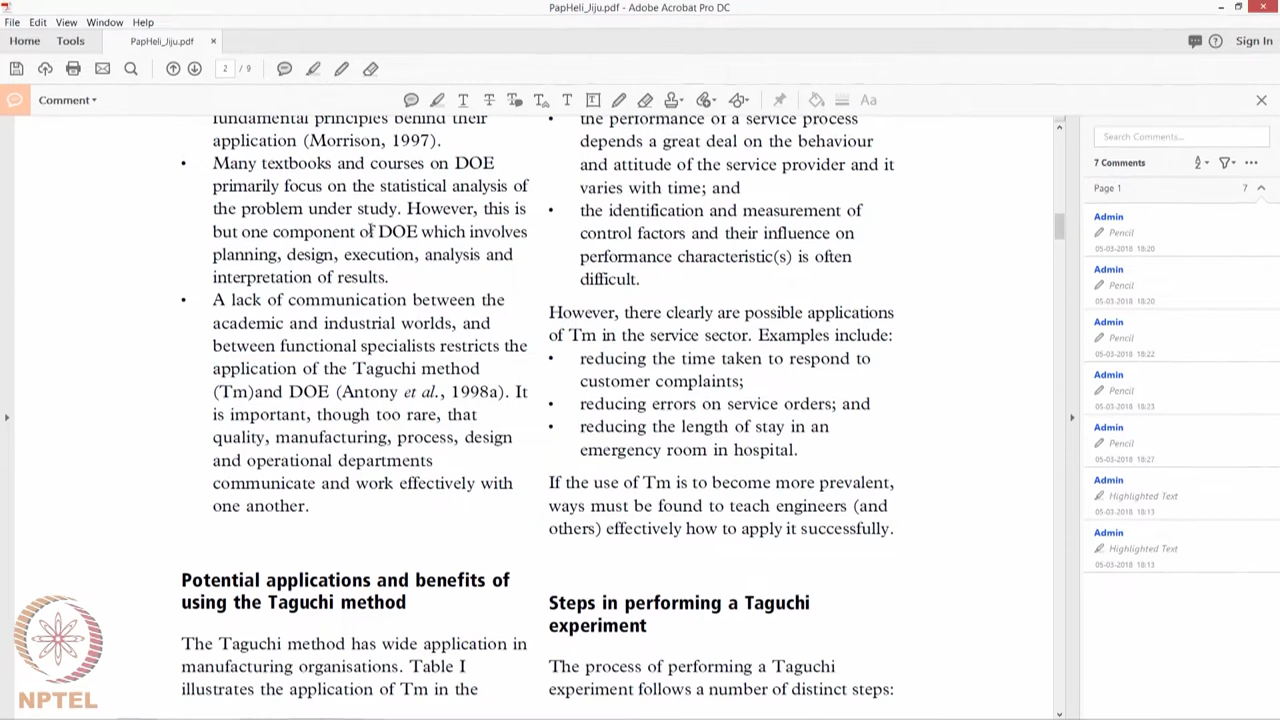 PapHeli_Jiju.pdf - Adobe Acrobat Pro DC
File Edit View Window Help
Home Tools PapHeli_Jiju.pdf × Sign In
2 / 9
Comment
Search Comments...
7 Comments
Page 1 7
Admin
Pencil
05-03-2018 18:20
Admin
Pencil
05-03-2018 18:20
Admin
Pencil
05-03-2018 18:22
Admin
Pencil
05-03-2018 18:23
Admin
Pencil
05-03-2018 18:27
Admin
Highlighted Text
05-03-2018 18:13
Admin
Highlighted Text
05-03-2018 18:13
fundamental principles behind their
application (Morrison, 1997).
• Many textbooks and courses on DOE
primarily focus on the statistical analysis of
the problem under study. However, this is
but one component of DOE which involves
planning, design, execution, analysis and
interpretation of results.
• A lack of communication between the
academic and industrial worlds, and
between functional specialists restricts the
application of the Taguchi method
(Tm)and DOE (Antony et al., 1998a). It
is important, though too rare, that
quality, manufacturing, process, design
and operational departments
communicate and work effectively with
one another.
Potential applications and benefits of
using the Taguchi method
The Taguchi method has wide application in
manufacturing organisations. Table I
illustrates the application of Tm in the
• the performance of a service process
depends a great deal on the behaviour
and attitude of the service provider and it
varies with time; and
• the identification and measurement of
control factors and their influence on
performance characteristic(s) is often
difficult.
However, there clearly are possible applications
of Tm in the service sector. Examples include:
• reducing the time taken to respond to
customer complaints;
• reducing errors on service orders; and
• reducing the length of stay in an
emergency room in hospital.
If the use of Tm is to become more prevalent,
ways must be found to teach engineers (and
others) effectively how to apply it successfully.
Steps in performing a Taguchi
experiment
The process of performing a Taguchi
experiment follows a number of distinct steps:
NPTEL